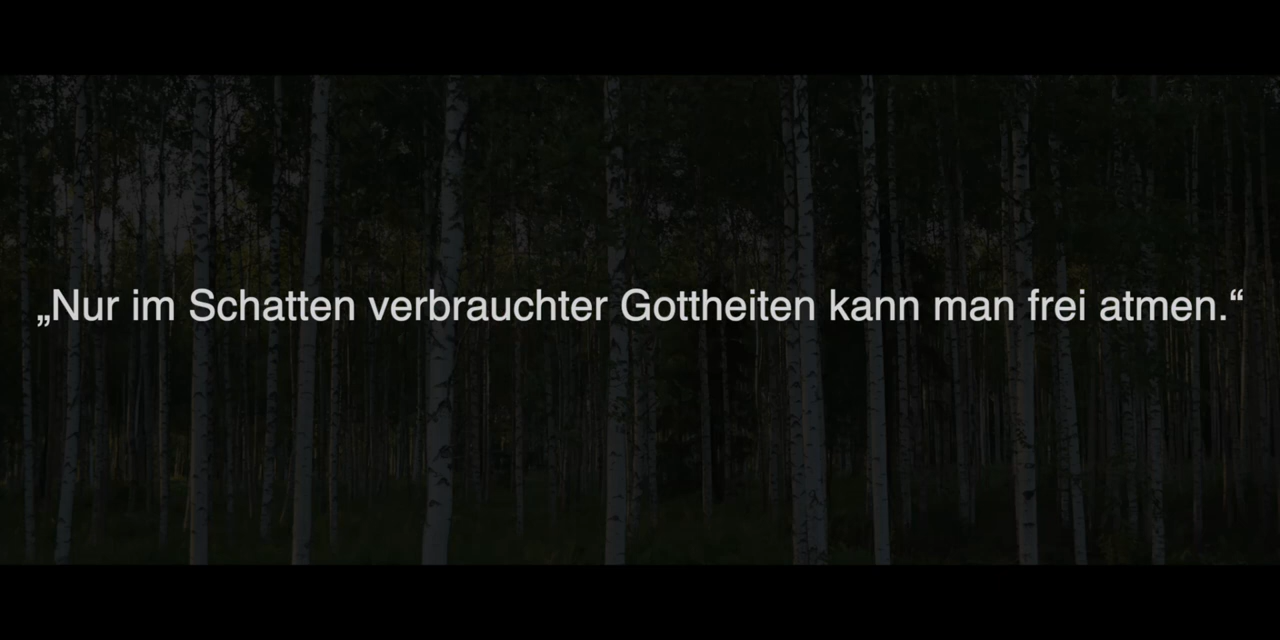 „Nur im Schatten verbrauchter Gottheiten kann man frei atmen.“